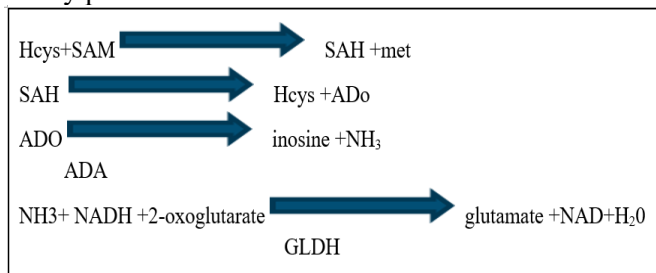 Hcys+SAM SAH +met
SAH Hcys +ADo
ADO inosine +NH₃
ADA
NH3+ NADH +2-oxoglutarate glutamate +NAD+H₂0
GLDH